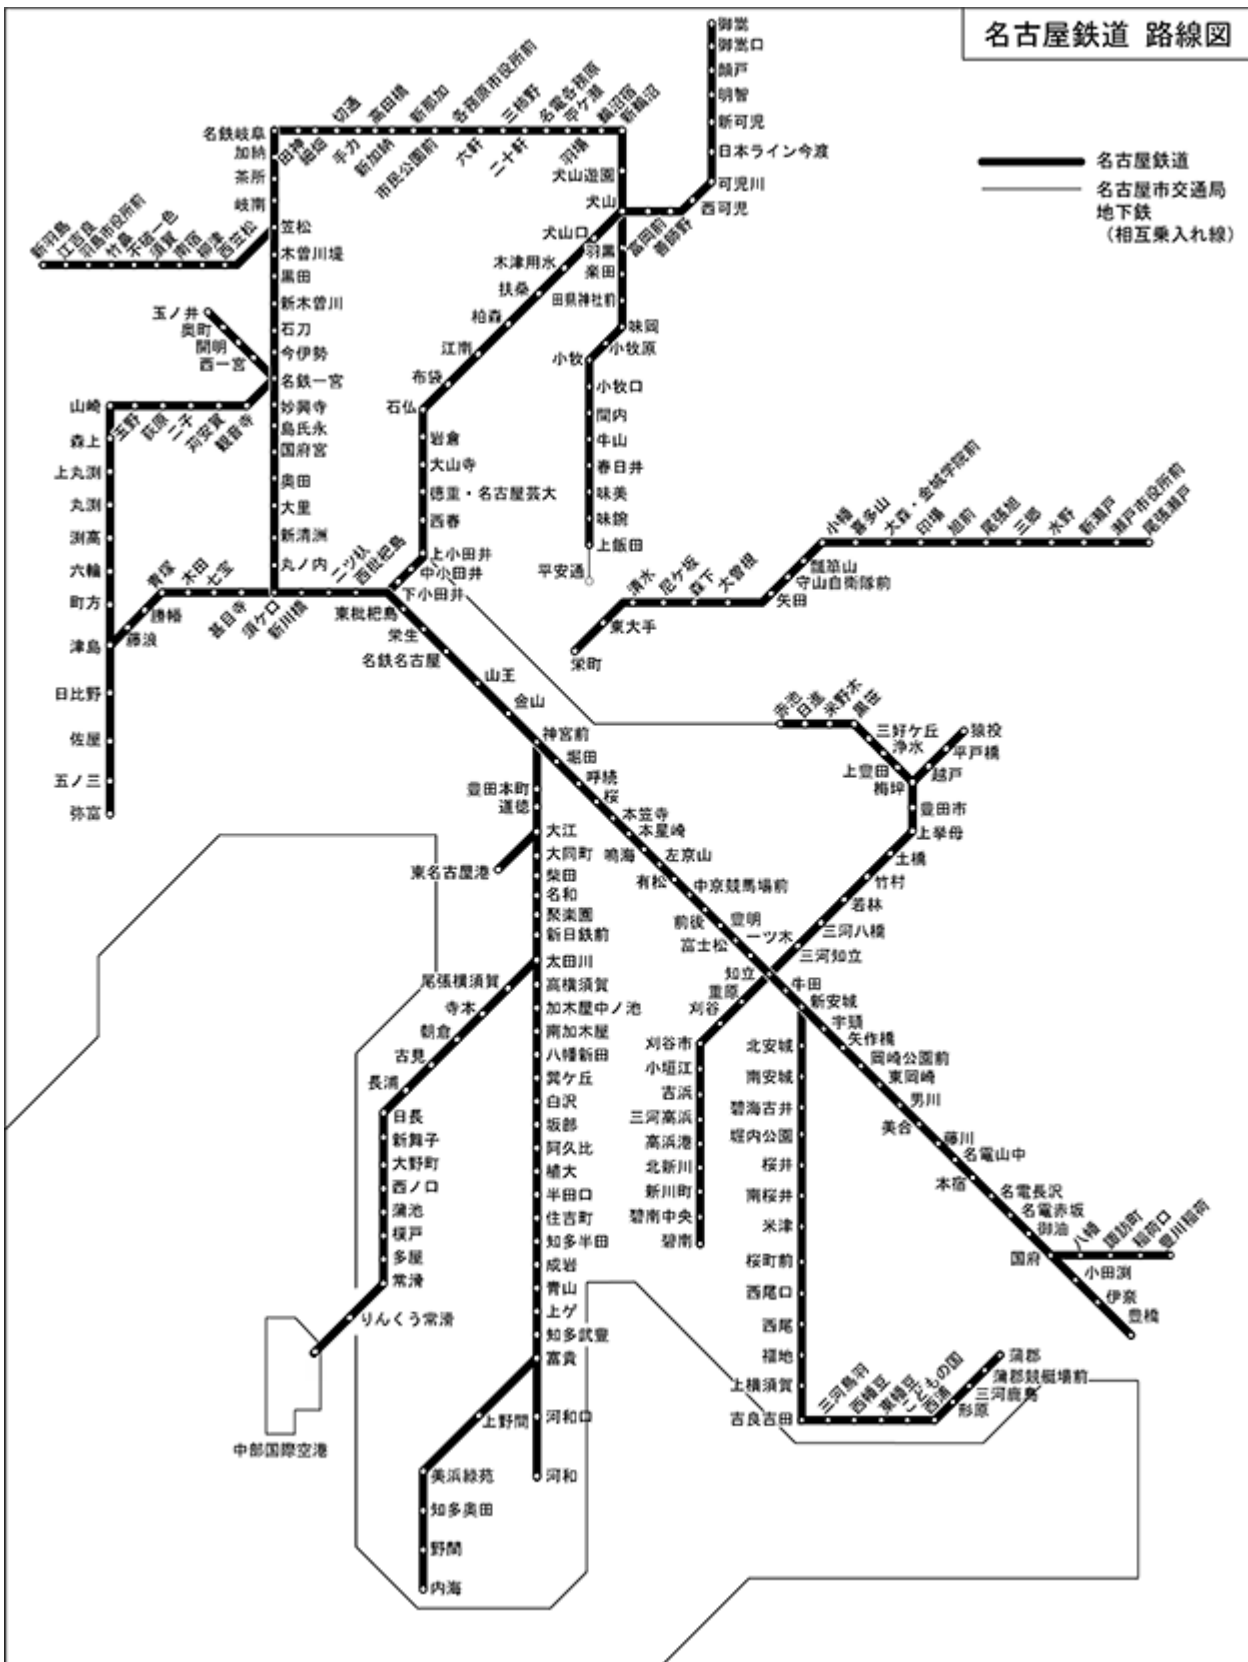 名古屋鉄道 路線図
名古屋鉄道
名古屋市交通局
地下鉄
(相互乗入れ線)
御嵩
御嵩口
顔戸
明智
新可児
日本ライン今渡
可児川
西可児
善師野
富岡前
犬山
犬山遊園
新鵜沼
鵜沼宿
羽場
苧ケ瀬
名電各務原
二十軒
三柿野
六軒
各務原市役所前
市民公園前
新那加
新加納
高田橋
手力
切通
細畑
田神
名鉄岐阜
加納
茶所
岐南
笠松
木曽川堤
黒田
新木曽川
石刀
今伊勢
名鉄一宮
妙興寺
島氏永
国府宮
奥田
大里
新清洲
丸ノ内
新羽島
江吉良
羽島市役所前
竹鼻
不破一色
須賀
南宿
柳津
西笠松
玉ノ井
奥町
開明
西一宮
山崎
玉野
萩原
二子
苅安賀
観音寺
森上
上丸渕
丸渕
渕高
六輪
町方
津島
日比野
佐屋
五ノ三
弥富
藤浪
勝幡
青塚
木田
七宝
甚目寺
須ケロ
新川橋
二ツ杁
西枇杷島
東枇杷島
下小田井
中小田井
上小田井
西春
徳重・名古屋芸大
大山寺
岩倉
石仏
布袋
江南
柏森
扶桑
木津用水
犬山口
羽黒
楽田
田県神社前
味岡
小牧原
小牧
小牧口
間内
牛山
春日井
味美
味鋺
上飯田
平安通
栄町
東大手
清水
尼ケ坂
森下
大曽根
矢田
守山自衛隊前
瓢箪山
小幡
喜多山
大森・金城学院前
印場
旭前
尾張旭
三郷
水野
新瀬戸
瀬戸市役所前
尾張瀬戸
栄生
名鉄名古屋
山王
金山
神宮前
堀田
呼続
桜
本笠寺
本星崎
鳴海
左京山
有松
中京競馬場前
前後
豊明
富士松
一ツ木
知立
牛田
新安城
宇頭
矢作橋
岡崎公園前
東岡崎
男川
美合
藤川
名電山中
本宿
名電長沢
名電赤坂
御油
国府
小田渕
伊奈
豊橋
八幡
諏訪町
稲荷口
豊川稲荷
赤池
日進
米野木
黒笹
三好ケ丘
浄水
上豊田
梅坪
越戸
平戸橋
猿投
豊田市
上挙母
土橋
竹村
若林
三河八橋
三河知立
重原
刈谷
刈谷市
小垣江
吉浜
三河高浜
高浜港
北新川
新川町
碧南中央
碧南
北安城
南安城
碧海古井
堀内公園
桜井
南桜井
米津
桜町前
西尾口
西尾
福地
上横須賀
吉良吉田
三河鳥羽
西幡豆
東幡豆
こどもの国
西浦
形原
三河鹿島
蒲郡競艇場前
蒲郡
豊田本町
道徳
大江
東名古屋港
大同町
柴田
名和
聚楽園
新日鉄前
太田川
高横須賀
加木屋中ノ池
南加木屋
八幡新田
巽ケ丘
白沢
坂部
阿久比
植大
半田口
住吉町
知多半田
成岩
青山
上ゲ
知多武豊
富貴
河和口
河和
上野間
美浜緑苑
知多奥田
野間
内海
尾張横須賀
寺本
朝倉
古見
長浦
日長
新舞子
大野町
西ノ口
蒲池
榎戸
多屋
常滑
りんくう常滑
中部国際空港